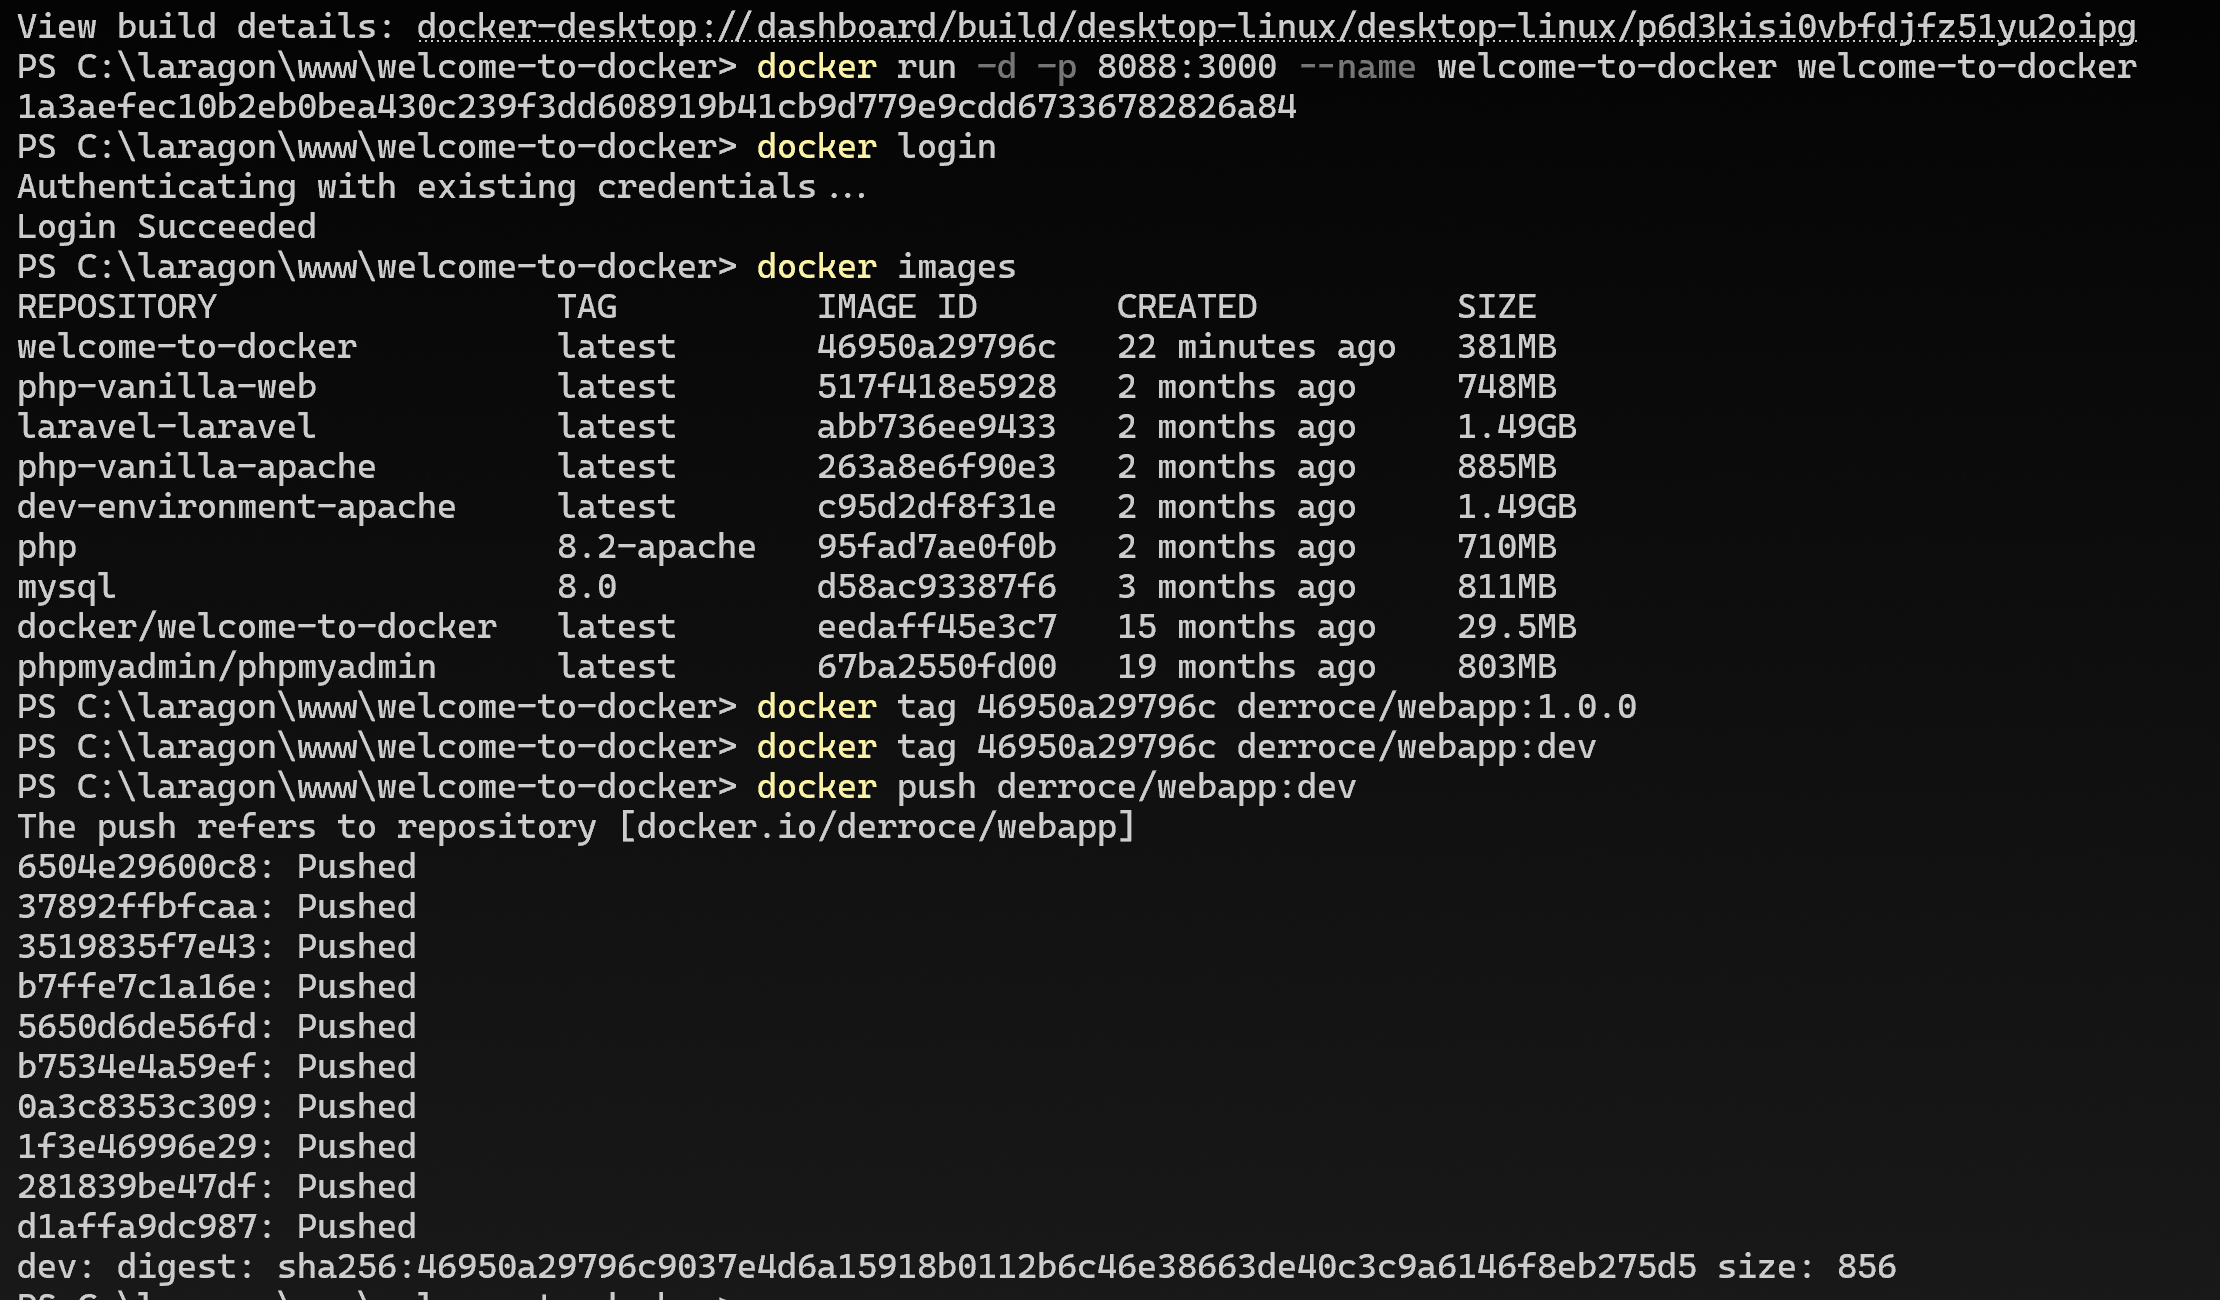 View build details: docker-desktop://dashboard/build/desktop-linux/desktop-linux/p6d3kisi0vbfdjfz51yu2oipg
PS C:\laragon\www\welcome-to-docker> docker run -d -p 8088:3000 --name welcome-to-docker welcome-to-docker
1a3aefec10b2eb0bea430c239f3dd608919b41cb9d779e9cdd67336782826a84
PS C:\laragon\www\welcome-to-docker> docker login
Authenticating with existing credentials...
Login Succeeded
PS C:\laragon\www\welcome-to-docker> docker images
REPOSITORY TAG IMAGE ID CREATED SIZE
welcome-to-docker latest 46950a29796c 22 minutes ago 381MB
php-vanilla-web latest 517f418e5928 2 months ago 748MB
laravel-laravel latest abb736ee9433 2 months ago 1.49GB
php-vanilla-apache latest 263a8e6f90e3 2 months ago 885MB
dev-environment-apache latest c95d2df8f31e 2 months ago 1.49GB
php 8.2-apache 95fad7ae0f0b 2 months ago 710MB
mysql 8.0 d58ac93387f6 3 months ago 811MB
docker/welcome-to-docker latest eedaff45e3c7 15 months ago 29.5MB
phpmyadmin/phpmyadmin latest 67ba2550fd00 19 months ago 803MB
PS C:\laragon\www\welcome-to-docker> docker tag 46950a29796c derroce/webapp:1.0.0
PS C:\laragon\www\welcome-to-docker> docker tag 46950a29796c derroce/webapp:dev
PS C:\laragon\www\welcome-to-docker> docker push derroce/webapp:dev
The push refers to repository [docker.io/derroce/webapp]
6504e29600c8: Pushed
37892ffbfcaa: Pushed
3519835f7e43: Pushed
b7ffe7c1a16e: Pushed
5650d6de56fd: Pushed
b7534e4a59ef: Pushed
0a3c8353c309: Pushed
1f3e46996e29: Pushed
281839be47df: Pushed
d1affa9dc987: Pushed
dev: digest: sha256:46950a29796c9037e4d6a15918b0112b6c46e38663de40c3c9a6146f8eb275d5 size: 856
PS C:\laragon\www\welcome-to-docker>